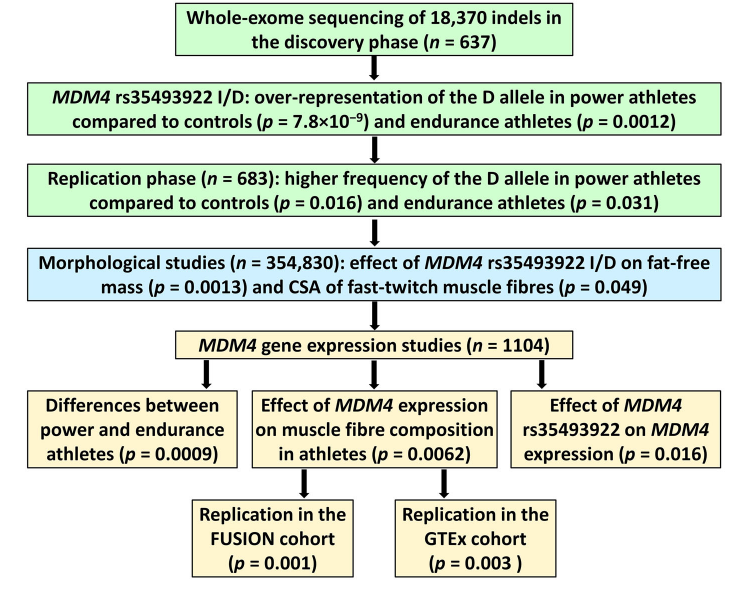 Whole-exome sequencing of 18,370 indels in
the discovery phase (n = 637)
MDM4 rs35493922 I/D: over-representation of the D allele in power athletes
compared to controls (p = 7.8×10⁻⁹) and endurance athletes (p = 0.0012)
Replication phase (n = 683): higher frequency of the D allele in power athletes
compared to controls (p = 0.016) and endurance athletes (p = 0.031)
Morphological studies (n = 354,830): effect of MDM4 rs35493922 I/D on fat-free
mass (p = 0.0013) and CSA of fast-twitch muscle fibres (p = 0.049)
MDM4 gene expression studies (n = 1104)
Differences between
power and endurance
athletes (p = 0.0009)
Effect of MDM4 expression
on muscle fibre composition
in athletes (p = 0.0062)
Effect of MDM4
rs35493922 on MDM4
expression (p = 0.016)
Replication in the
FUSION cohort
(p = 0.001)
Replication in the
GTEx cohort
(p = 0.003 )